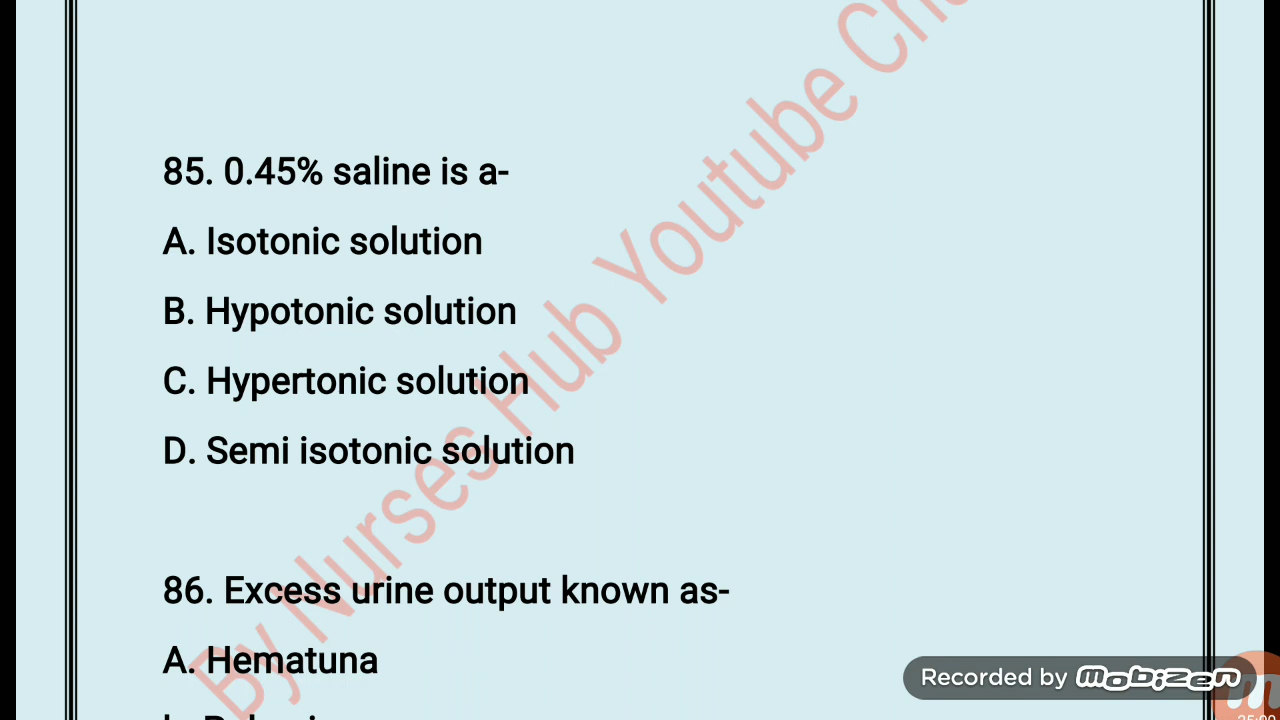 85. 0.45% saline is a-
A. Isotonic solution
B. Hypotonic solution
C. Hypertonic solution
D. Semi isotonic solution
86. Excess urine output known as-
A. Hematuna
By Nurses Hub Youtube
Recorded by mobizen